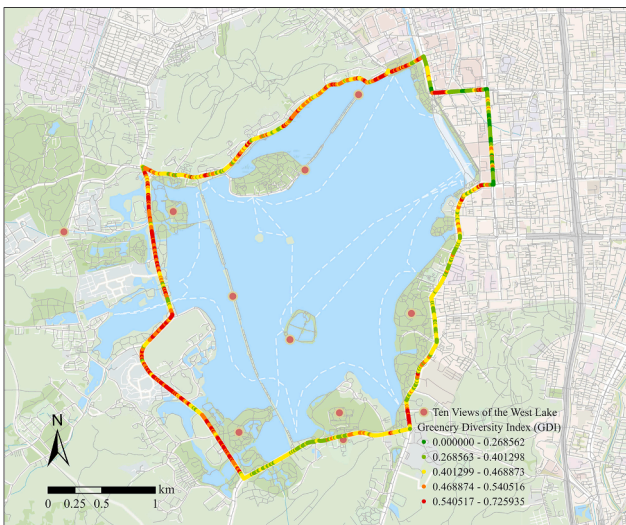 Ten Views of the West Lake
Greenery Diversity Index (GDI)
0.000000 - 0.268562
0.268563 - 0.401298
0.401299 - 0.468873
0.468874 - 0.540516
0.540517 - 0.725935
N
km
0 0.25 0.5 1